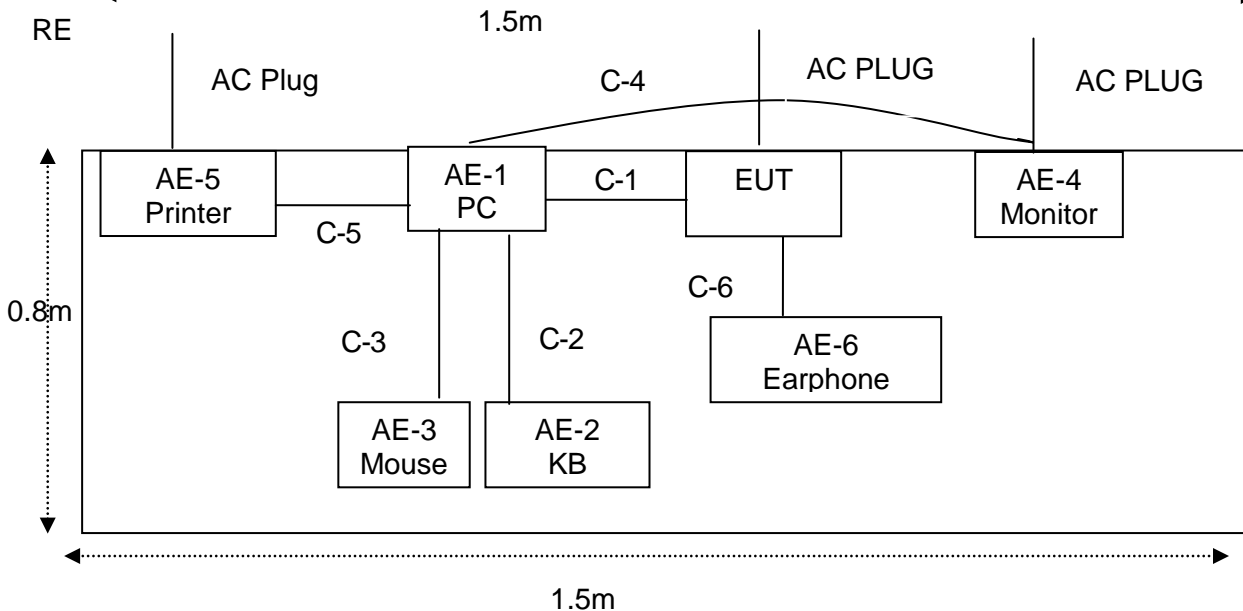 1.5m
RE
AC Plug
C-4
AC PLUG
AC PLUG
AE-5
Printer
AE-1
PC
C-1
EUT
AE-4
Monitor
C-5
C-6
0.8m
C-3
C-2
AE-6
Earphone
AE-3
Mouse
AE-2
KB
1.5m